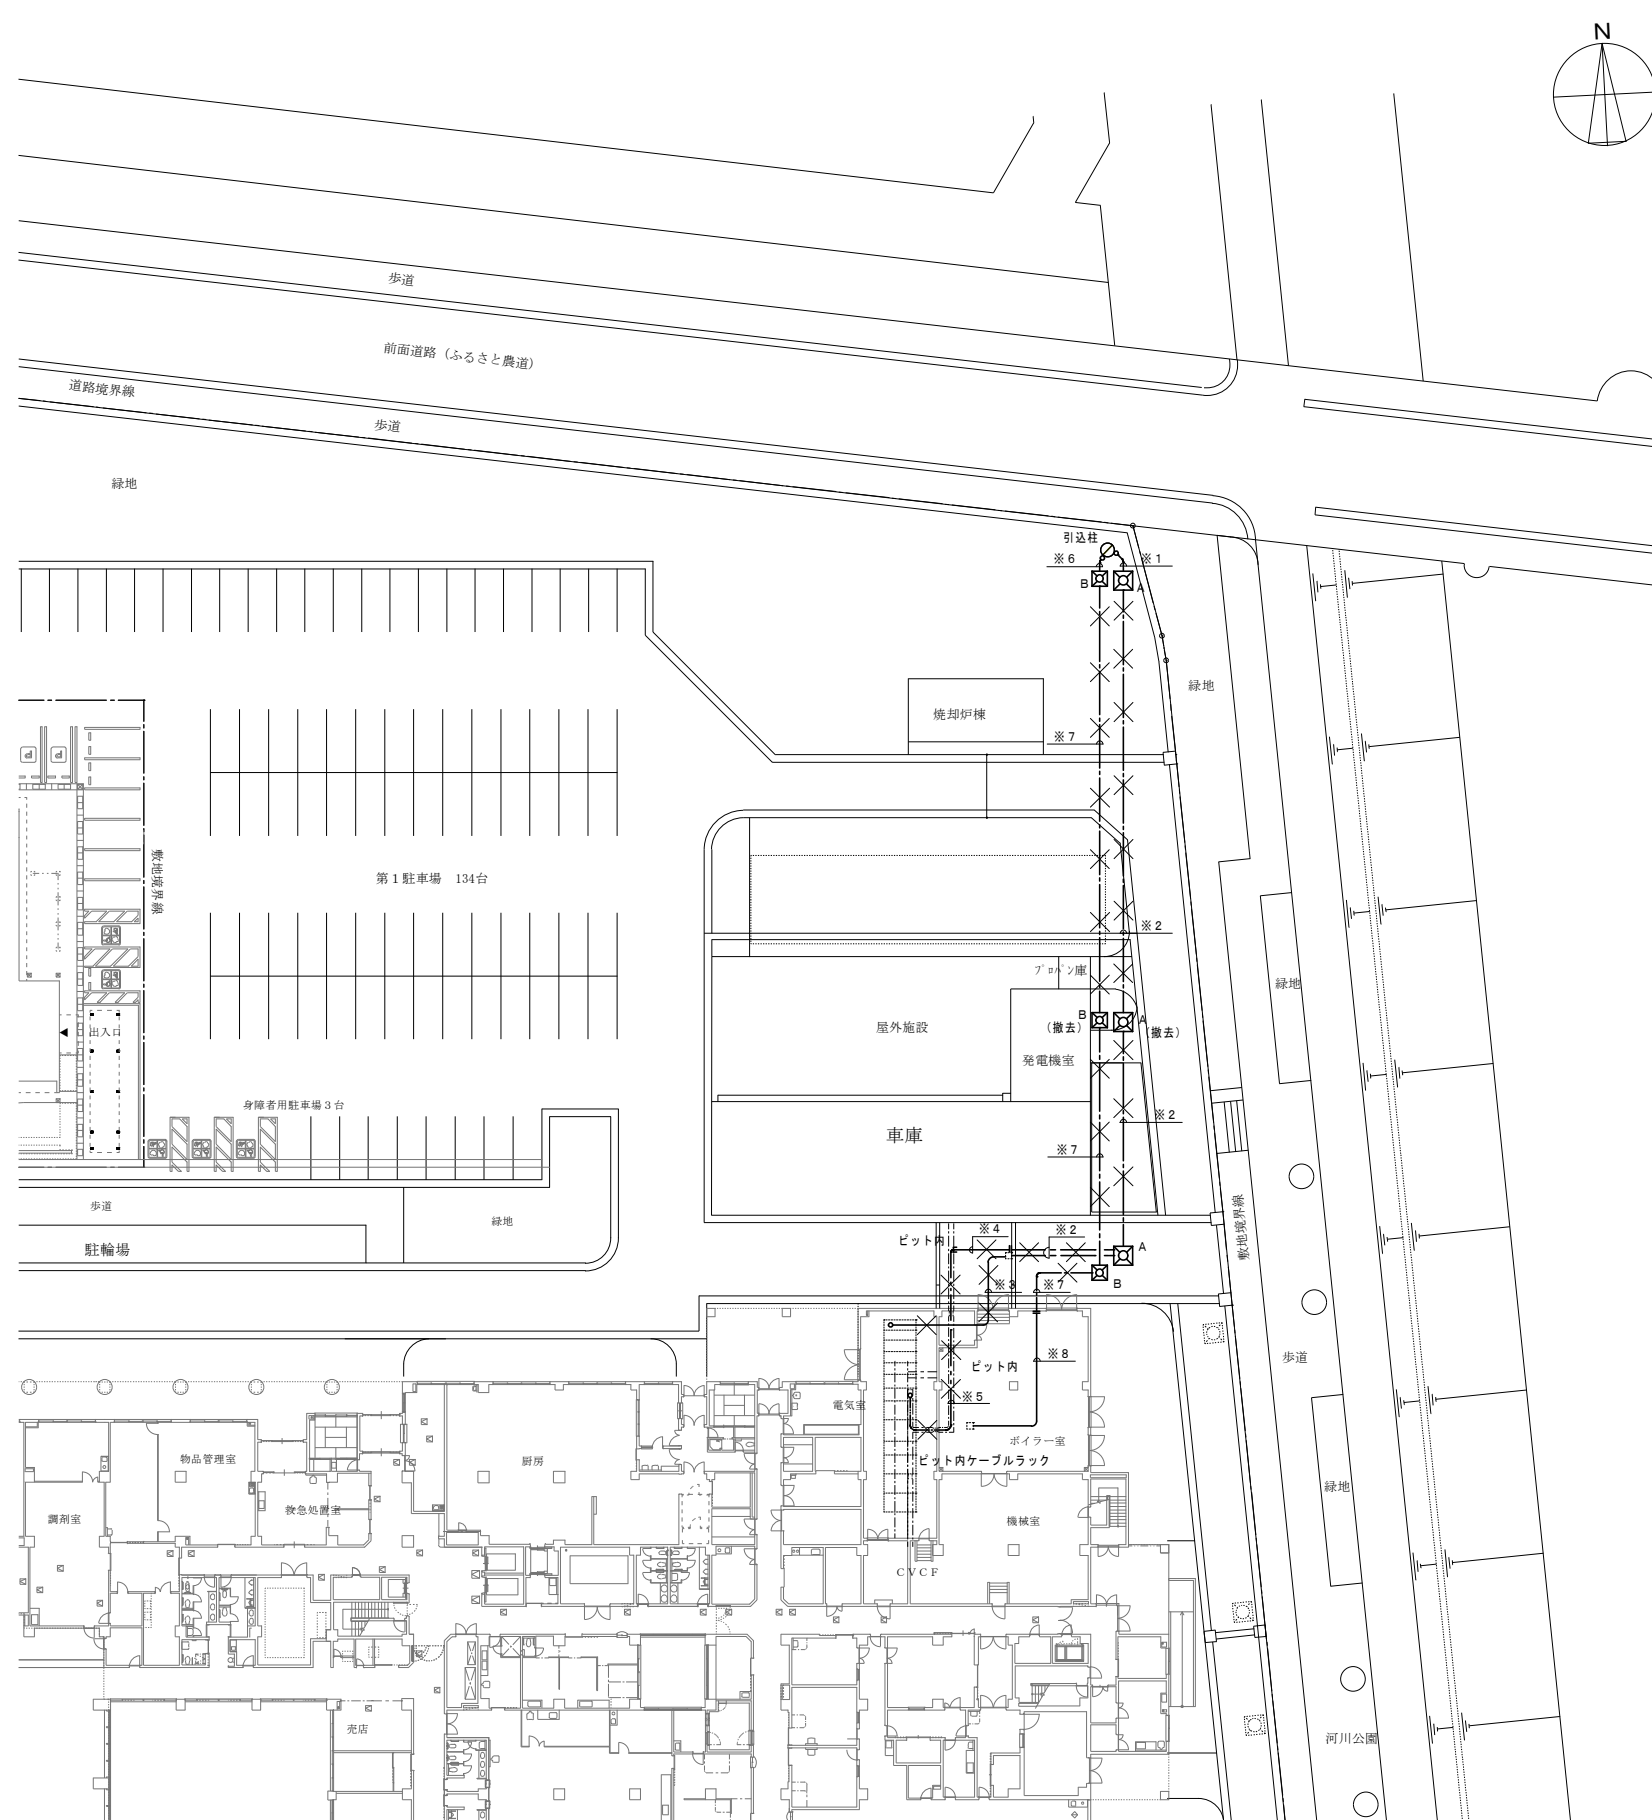 N
歩道
前面道路（ふるさと農道）
道路境界線
歩道
緑地
引込柱
※6
※1
B
A
緑地
焼却炉棟
※7
敷地境界線
第１駐車場　134台
※2
プロパン庫
緑地
B
（撤去）
A
（撤去）
屋外施設
発電機室
出入口
身障者用駐車場３台
※2
車庫
※7
歩道
緑地
駐輪場
敷地境界線
ピット内
※4
※2
A
B
※3
※7
※8
歩道
ピット内
※5
電気室
ボイラー室
ピット内ケーブルラック
物品管理室
厨房
緑地
救急処置室
調剤室
機械室
ＣＶＣＦ
売店
河川公園